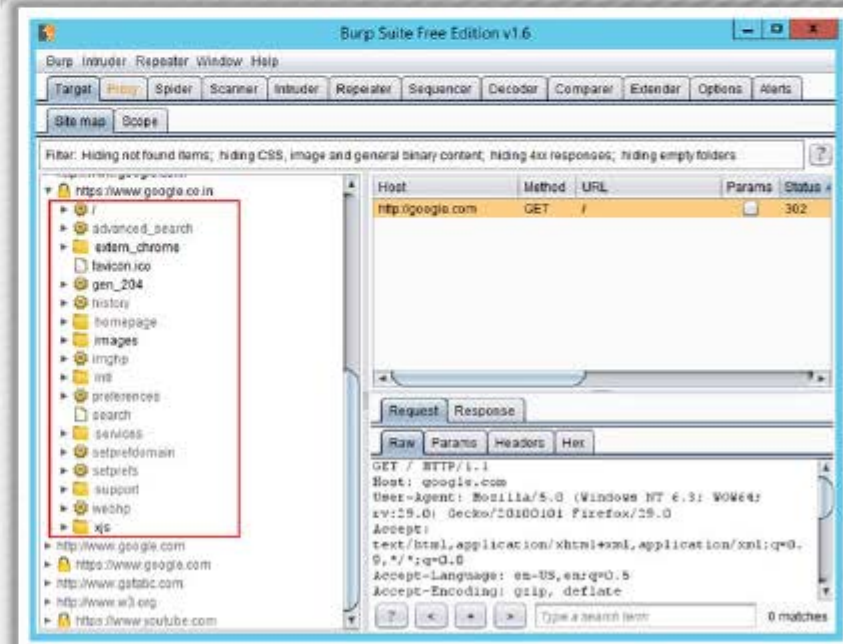 Burp Suite Free Edition v1.6
Burp Intruder Repeater Window Help
Target Proxy Spider Scanner Intruder Repeater Sequencer Decoder Comparer Extender Options Alerts
Site map Scope
Filter: Hiding not found items; hiding CSS, image and general binary content; hiding 4xx responses; hiding empty folders ?
https://www.google.co.in
/
advanced_search
extern_chrome
favicon.ico
gen_204
history
homepage
images
imghp
intl
preferences
search
services
setprefdomain
setprefs
support
webhp
xjs
http://www.google.com
https://www.google.com
http://www.gstatic.com
http://www.w3.org
https://www.youtube.com
Host Method URL Params Status
http://google.com GET / 302
Request Response
Raw Params Headers Hex
GET / HTTP/1.1
Host: google.com
User-Agent: Mozilla/5.0 (Windows NT 6.3; WOW64;
rv:29.0) Gecko/20100101 Firefox/29.0
Accept:
text/html,application/xhtml+xml,application/xml;q=0.
9,*/*;q=0.8
Accept-Language: en-US,en;q=0.5
Accept-Encoding: gzip, deflate
? < + > Type a search term 0 matches